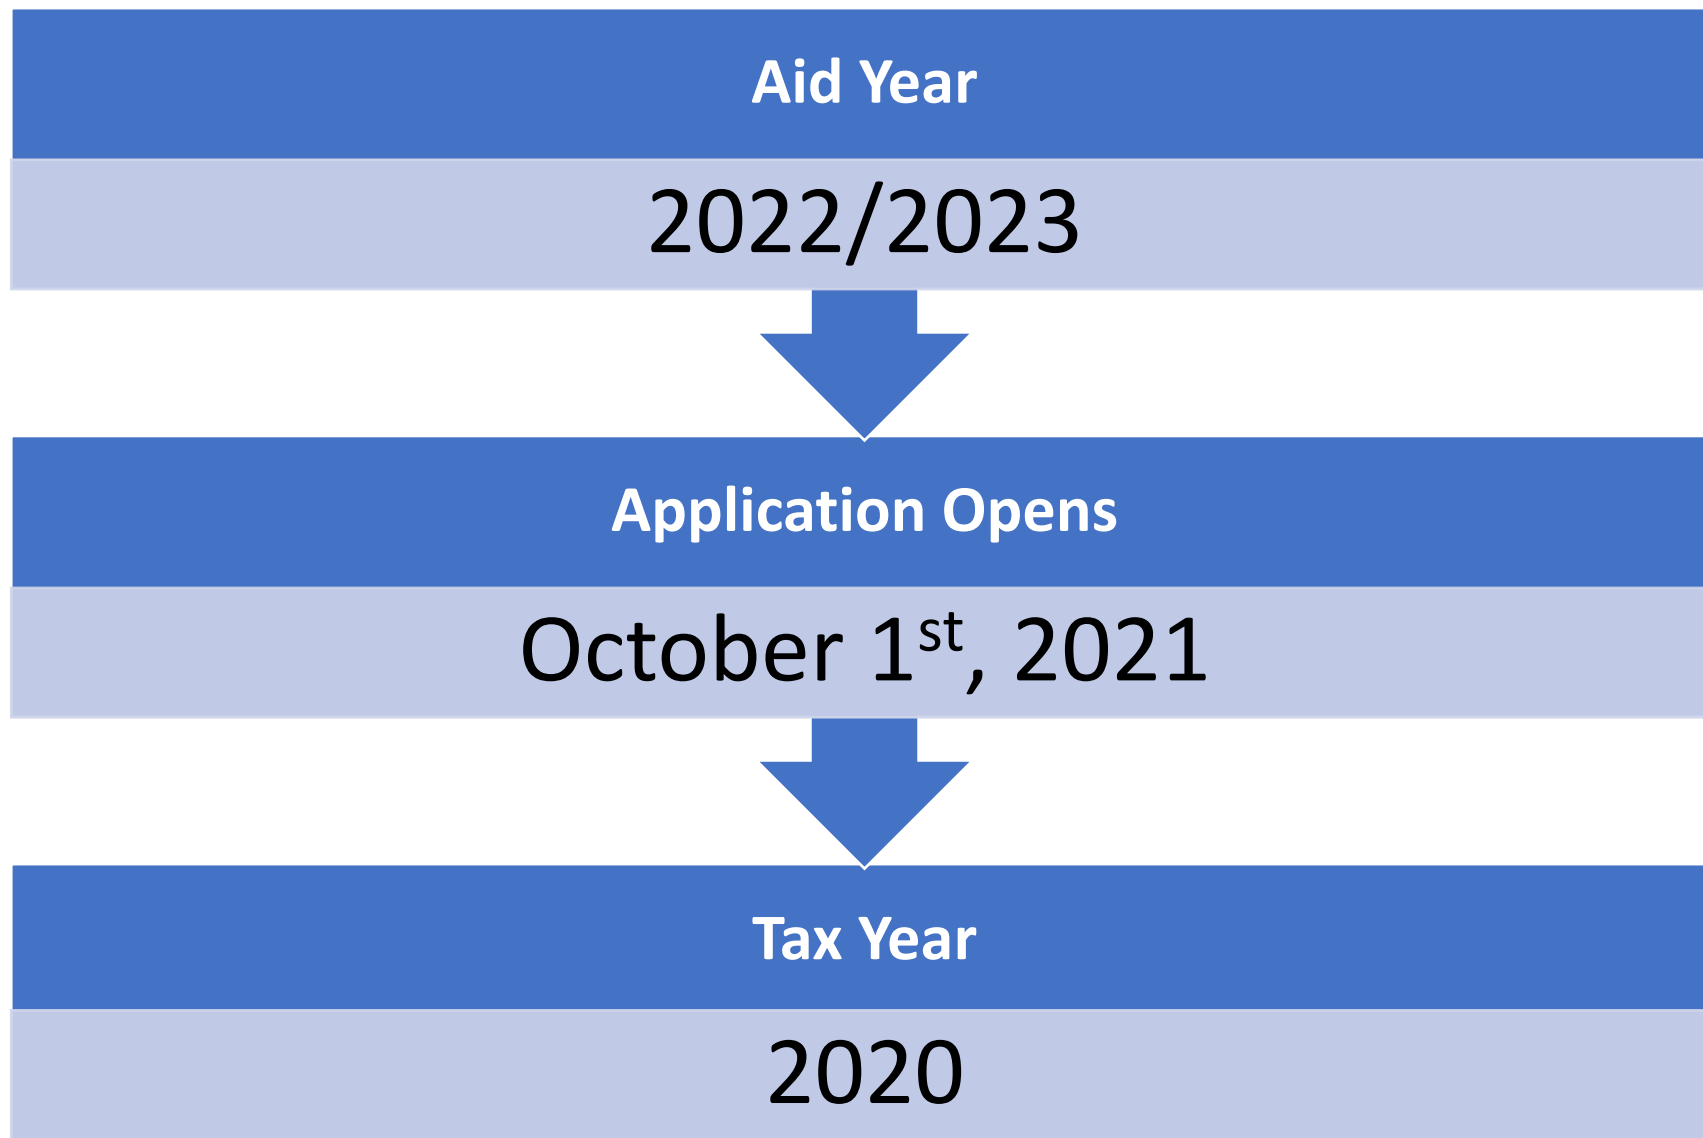 Aid Year
2022/2023
Application Opens
October 1st, 2021
Tax Year
2020